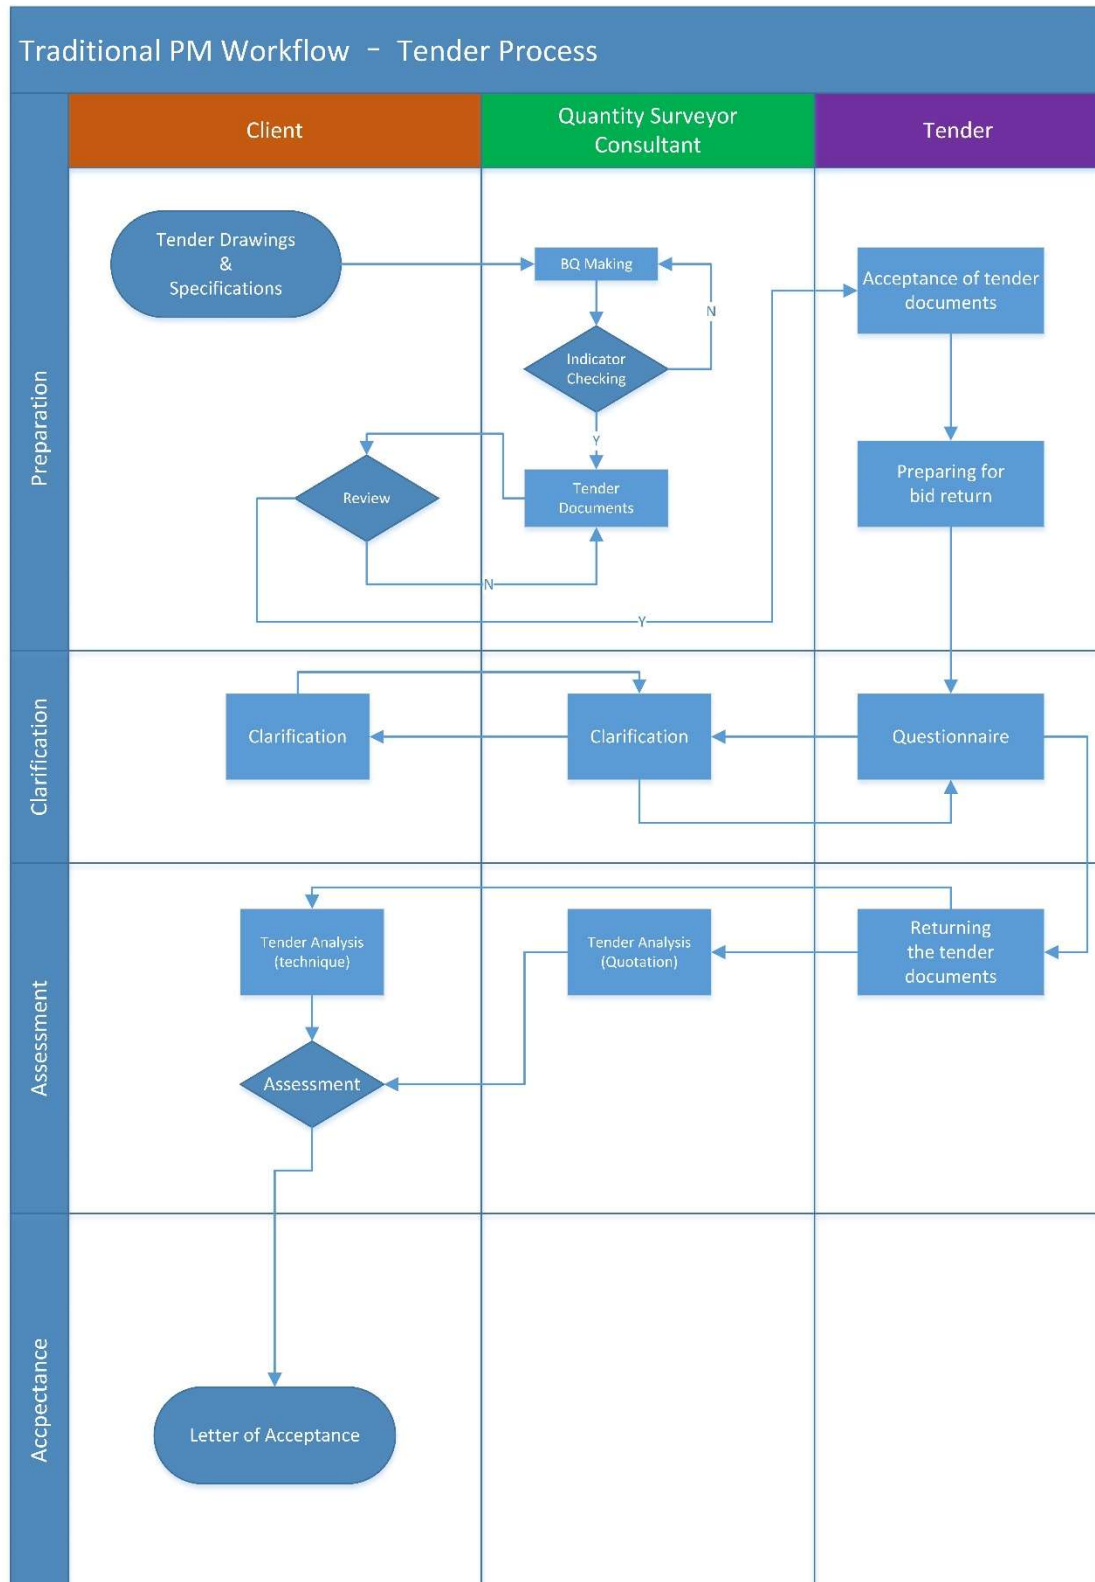 Traditional PM Workflow - Tender Process
Client
Quantity Surveyor
Consultant
Tender
Preparation
Tender Drawings
&
Specifications
BQ Making
Acceptance of tender
documents
N
Indicator
Checking
Y
Review
Tender
Documents
Preparing for
bid return
N
Y
Clarification
Clarification
Clarification
Questionnaire
Assessment
Tender Analysis
(technique)
Tender Analysis
(Quotation)
Returning
the tender
documents
Assessment
Accpectance
Letter of Acceptance